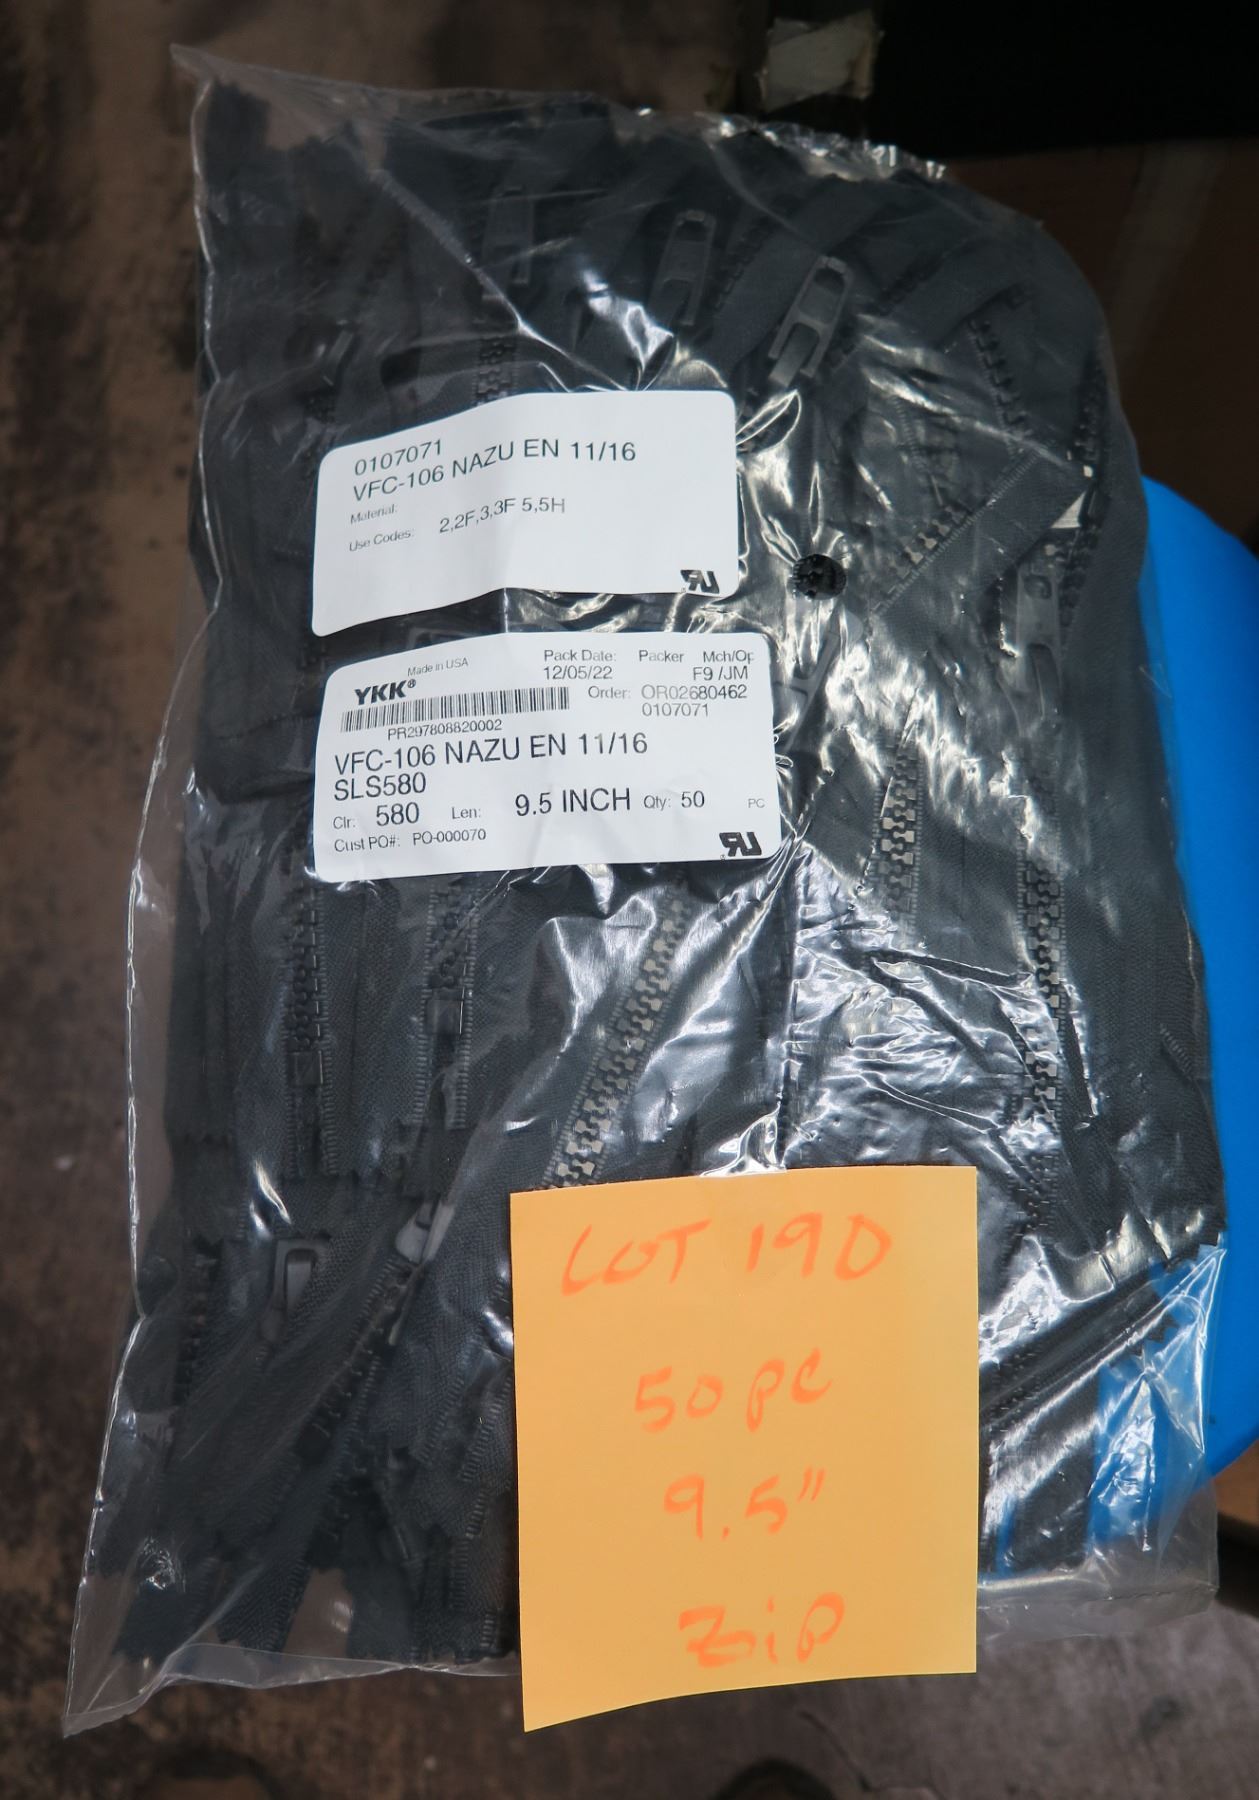 0107071
VFC-106 NAZU EN 11/16
Material:
Use Codes: 2,2F,3,3F 5,5H
Made in USA
YKK®
Pack Date: Packer Mch/Op
12/05/22 F9 /JM
Order: OR02680462
0107071
PR297808820002
VFC-106 NAZU EN 11/16
SLS580
Clr: 580 Len: 9.5 INCH Qty: 50 PC
Cust PO#: PO-000070
LOT 190
50 PC
9.5"
Zip